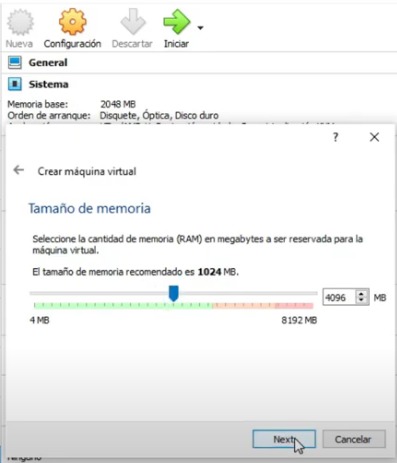 Nueva Configuración Descartar Iniciar
General
Sistema
Memoria base: 2048 MB
Orden de arranque: Disquete, Óptica, Disco duro
? ×
← Crear máquina virtual
Tamaño de memoria
Seleccione la cantidad de memoria (RAM) en megabytes a ser reservada para la
máquina virtual.
El tamaño de memoria recomendado es 1024 MB.
4096 MB
4 MB 8192 MB
Next Cancelar
Ninguno